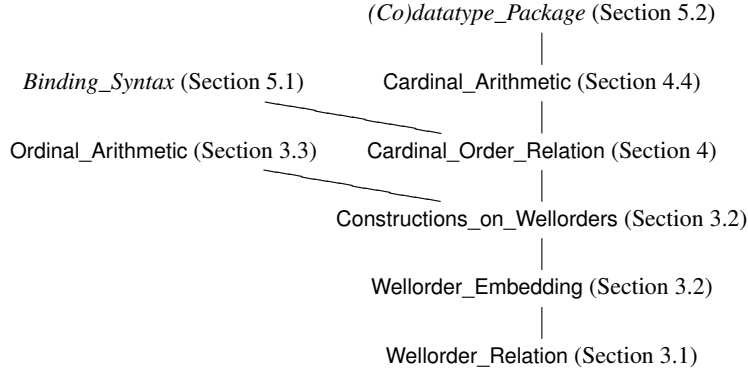 (Co)datatype_Package (Section 5.2)
Binding_Syntax (Section 5.1) Cardinal_Arithmetic (Section 4.4)
Ordinal_Arithmetic (Section 3.3) Cardinal_Order_Relation (Section 4)
Constructions_on_Wellorders (Section 3.2)
Wellorder_Embedding (Section 3.2)
Wellorder_Relation (Section 3.1)